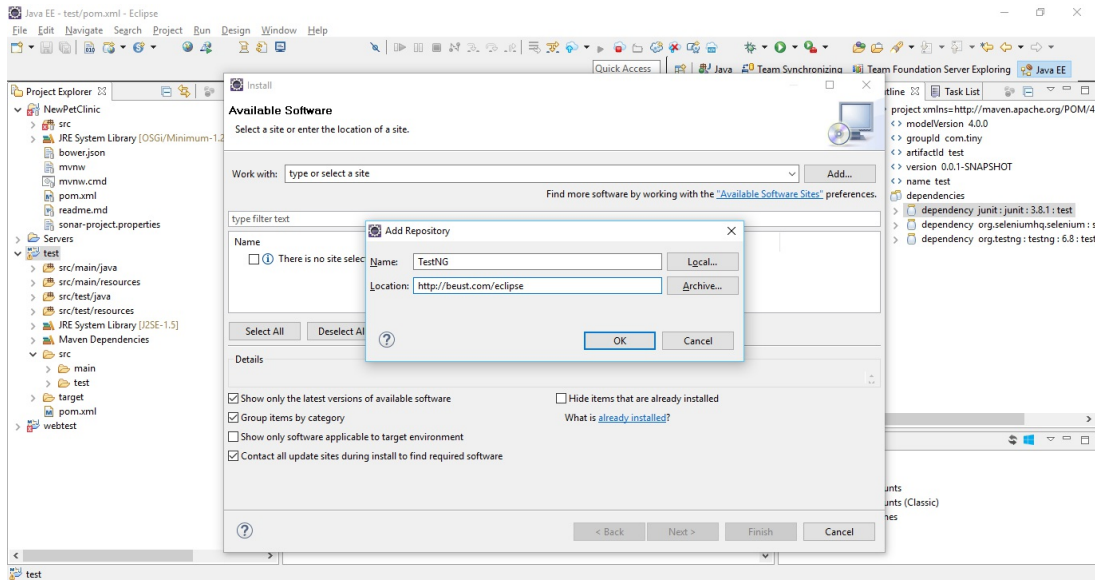 Java EE - test/pom.xml - Eclipse
File Edit Navigate Search Project Run Design Window Help
Quick Access
Java
Team Synchronizing
Team Foundation Server Exploring
Java EE
Project Explorer
NewPetClinic
src
JRE System Library [OSGi/Minimum-1.2
bower.json
mvnw
mvnw.cmd
pom.xml
readme.md
sonar-project.properties
Servers
test
src/main/java
src/main/resources
src/test/java
src/test/resources
JRE System Library [J2SE-1.5]
Maven Dependencies
src
main
test
target
pom.xml
webtest
Install
Available Software
Select a site or enter the location of a site.
Work with: type or select a site
Add...
Find more software by working with the "Available Software Sites" preferences.
type filter text
Name
There is no site selec
Select All
Deselect Al
Details
Show only the latest versions of available software
Hide items that are already installed
Group items by category
What is already installed?
Show only software applicable to target environment
Contact all update sites during install to find required software
< Back
Next >
Finish
Cancel
Add Repository
Name: TestNG
Local...
Location: http://beust.com/eclipse
Archive...
OK
Cancel
tline
Task List
project xmlns=http://maven.apache.org/POM/4
modelVersion 4.0.0
groupId com.tiny
artifactId test
version 0.0.1-SNAPSHOT
name test
dependencies
dependency junit : junit : 3.8.1 : test
dependency org.seleniumhq.selenium : s
dependency org.testng : testng : 6.8 : test
unts
unts (Classic)
nes
test